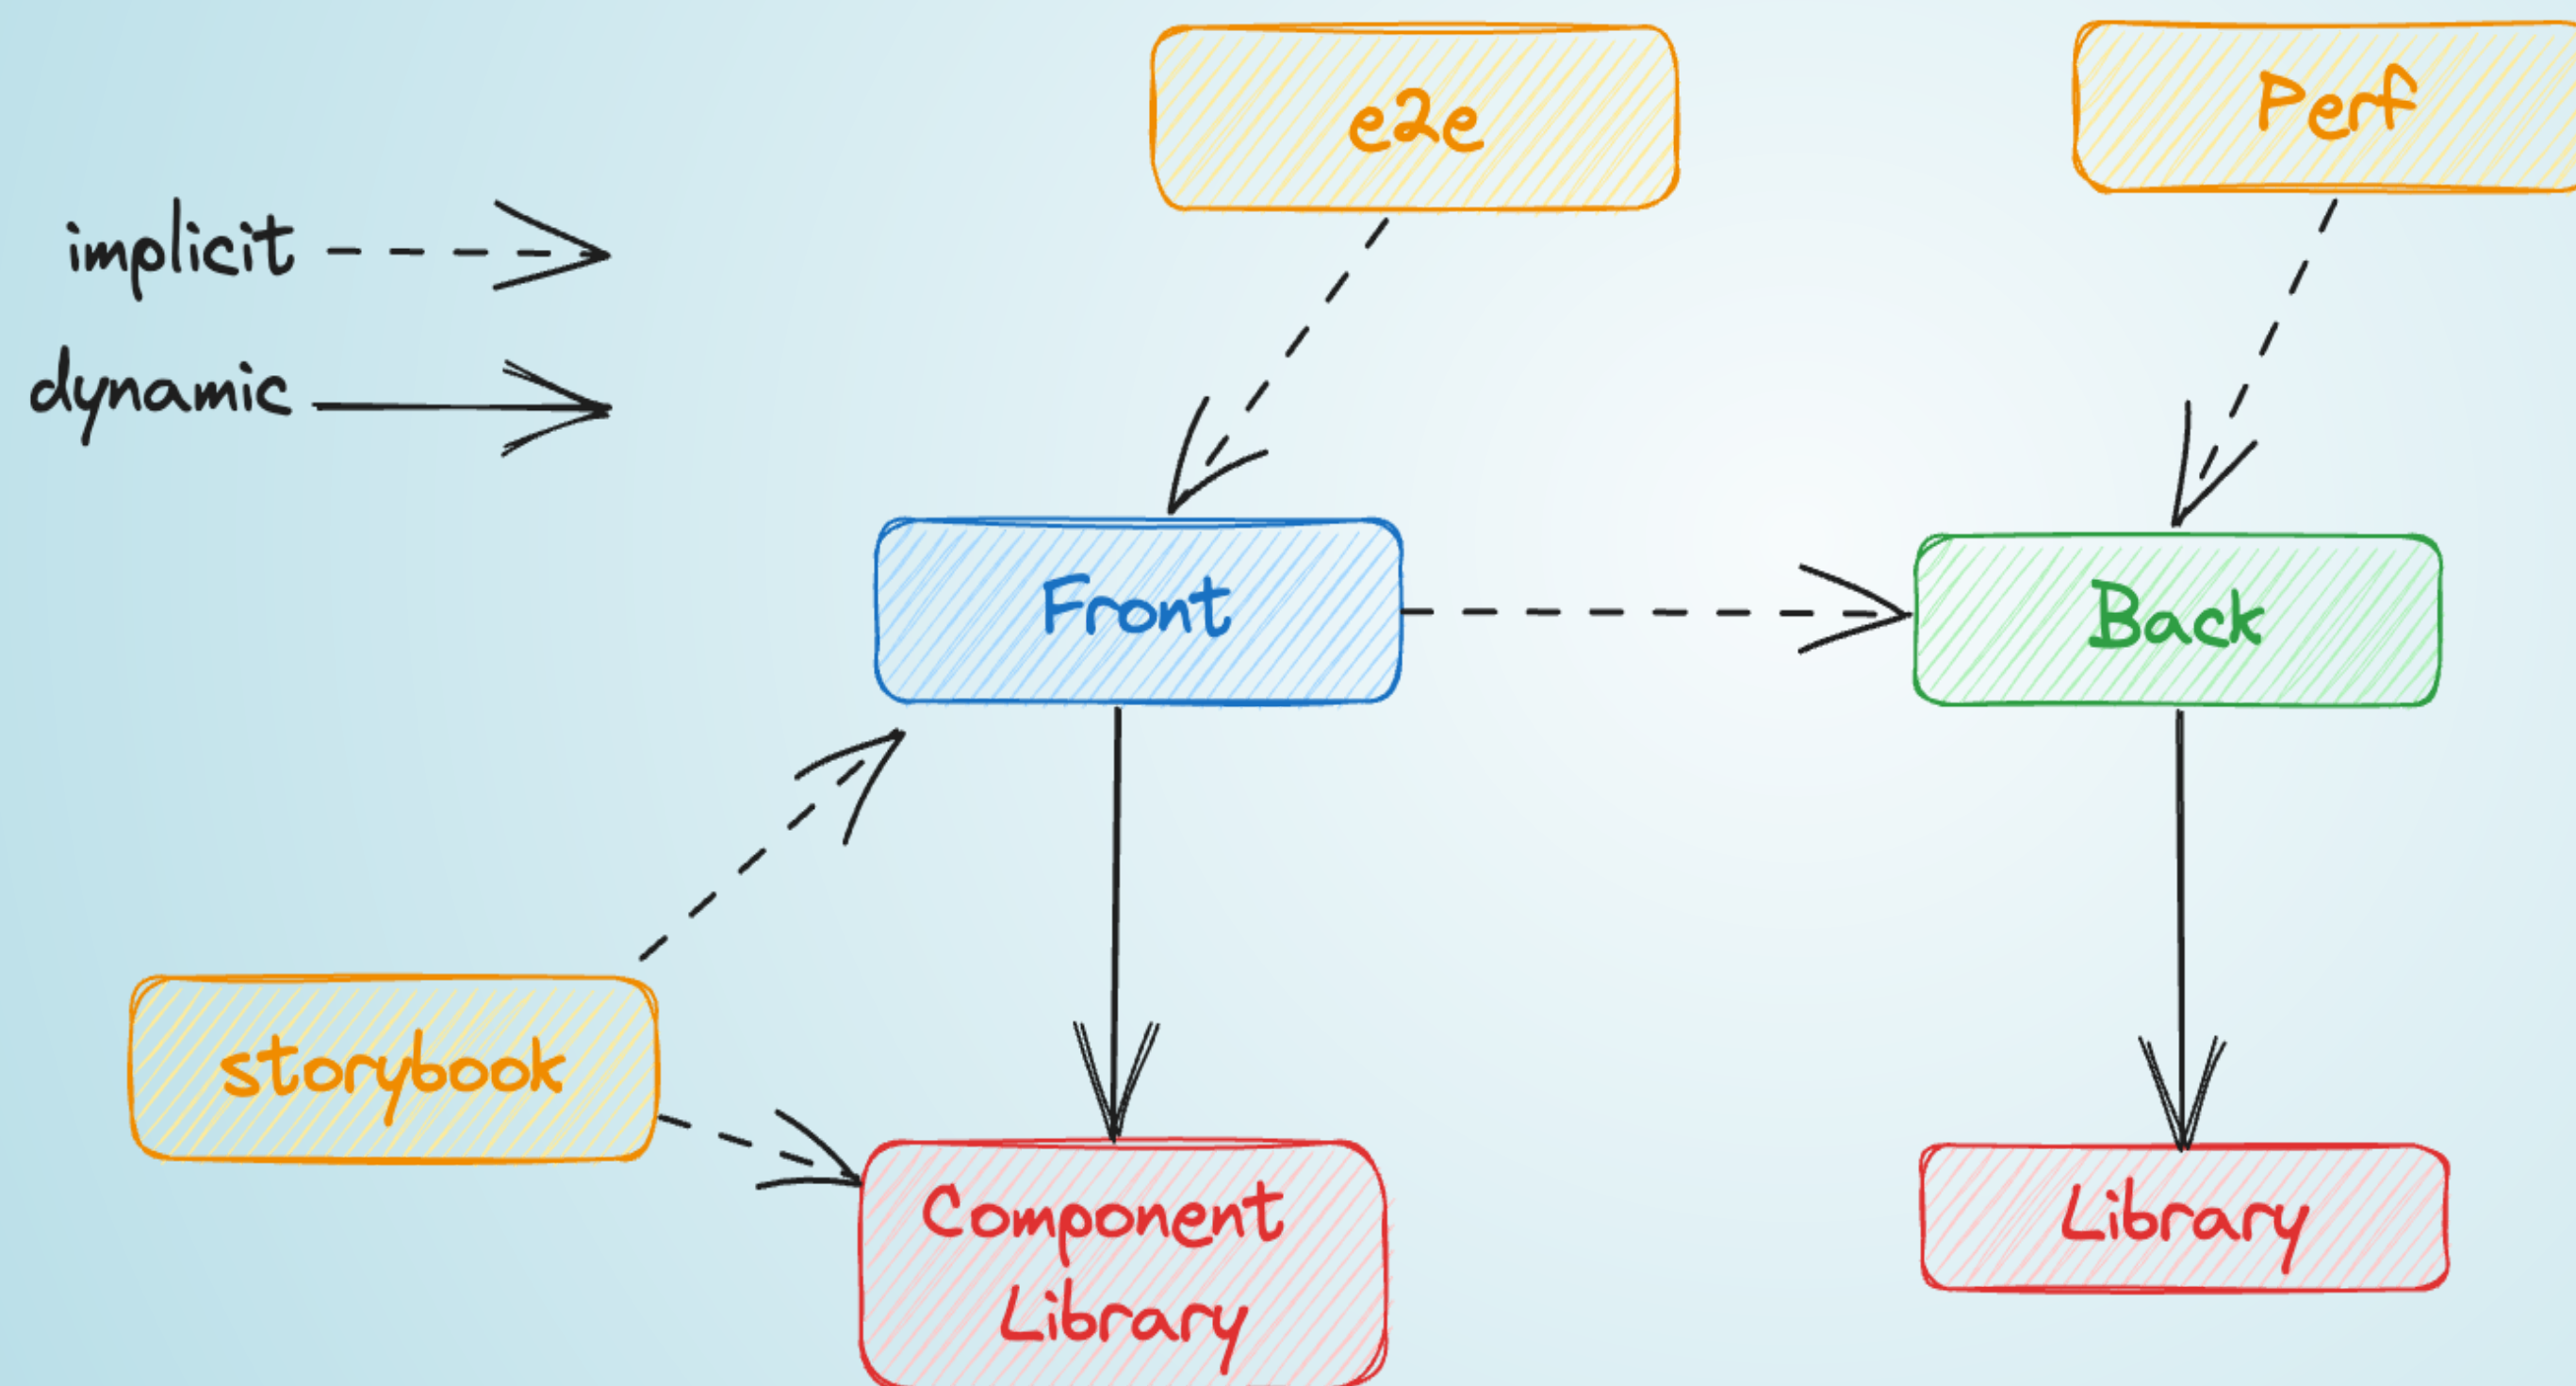 e2e
Perf
implicit
dynamic
Front
Back
storybook
Component
Library
Library